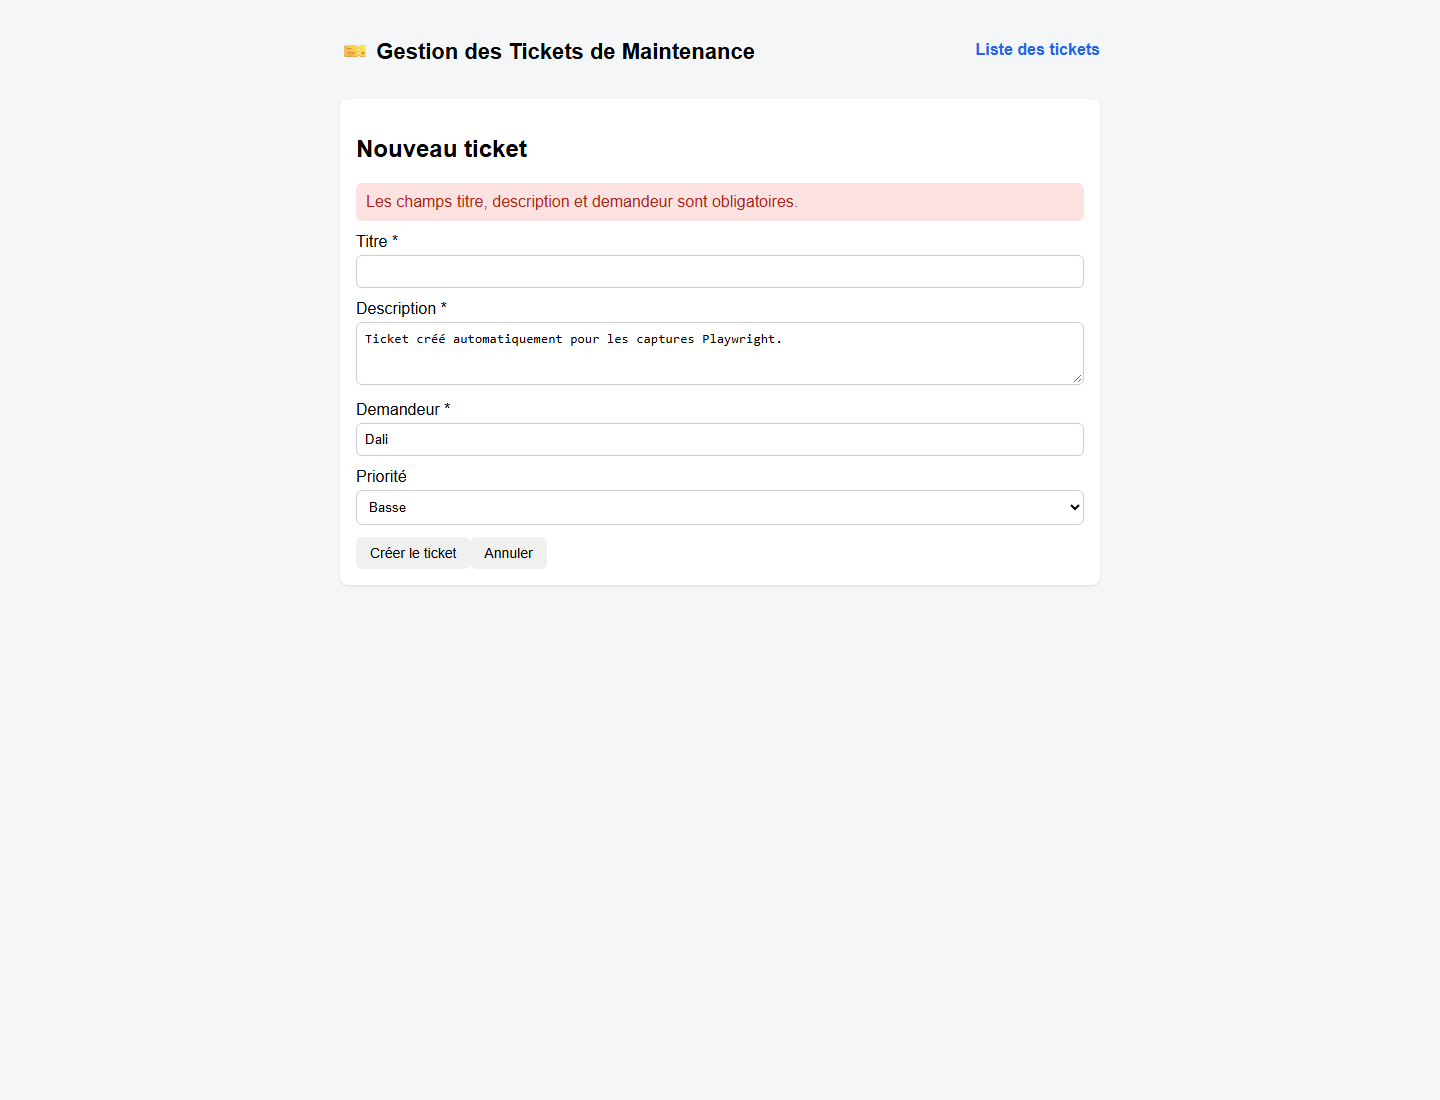 Gestion des Tickets de Maintenance
Liste des tickets
Nouveau ticket
Les champs titre, description et demandeur sont obligatoires.
Titre *
Description *
Ticket créé automatiquement pour les captures Playwright.
Demandeur *
Dali
Priorité
Basse
Créer le ticket
Annuler